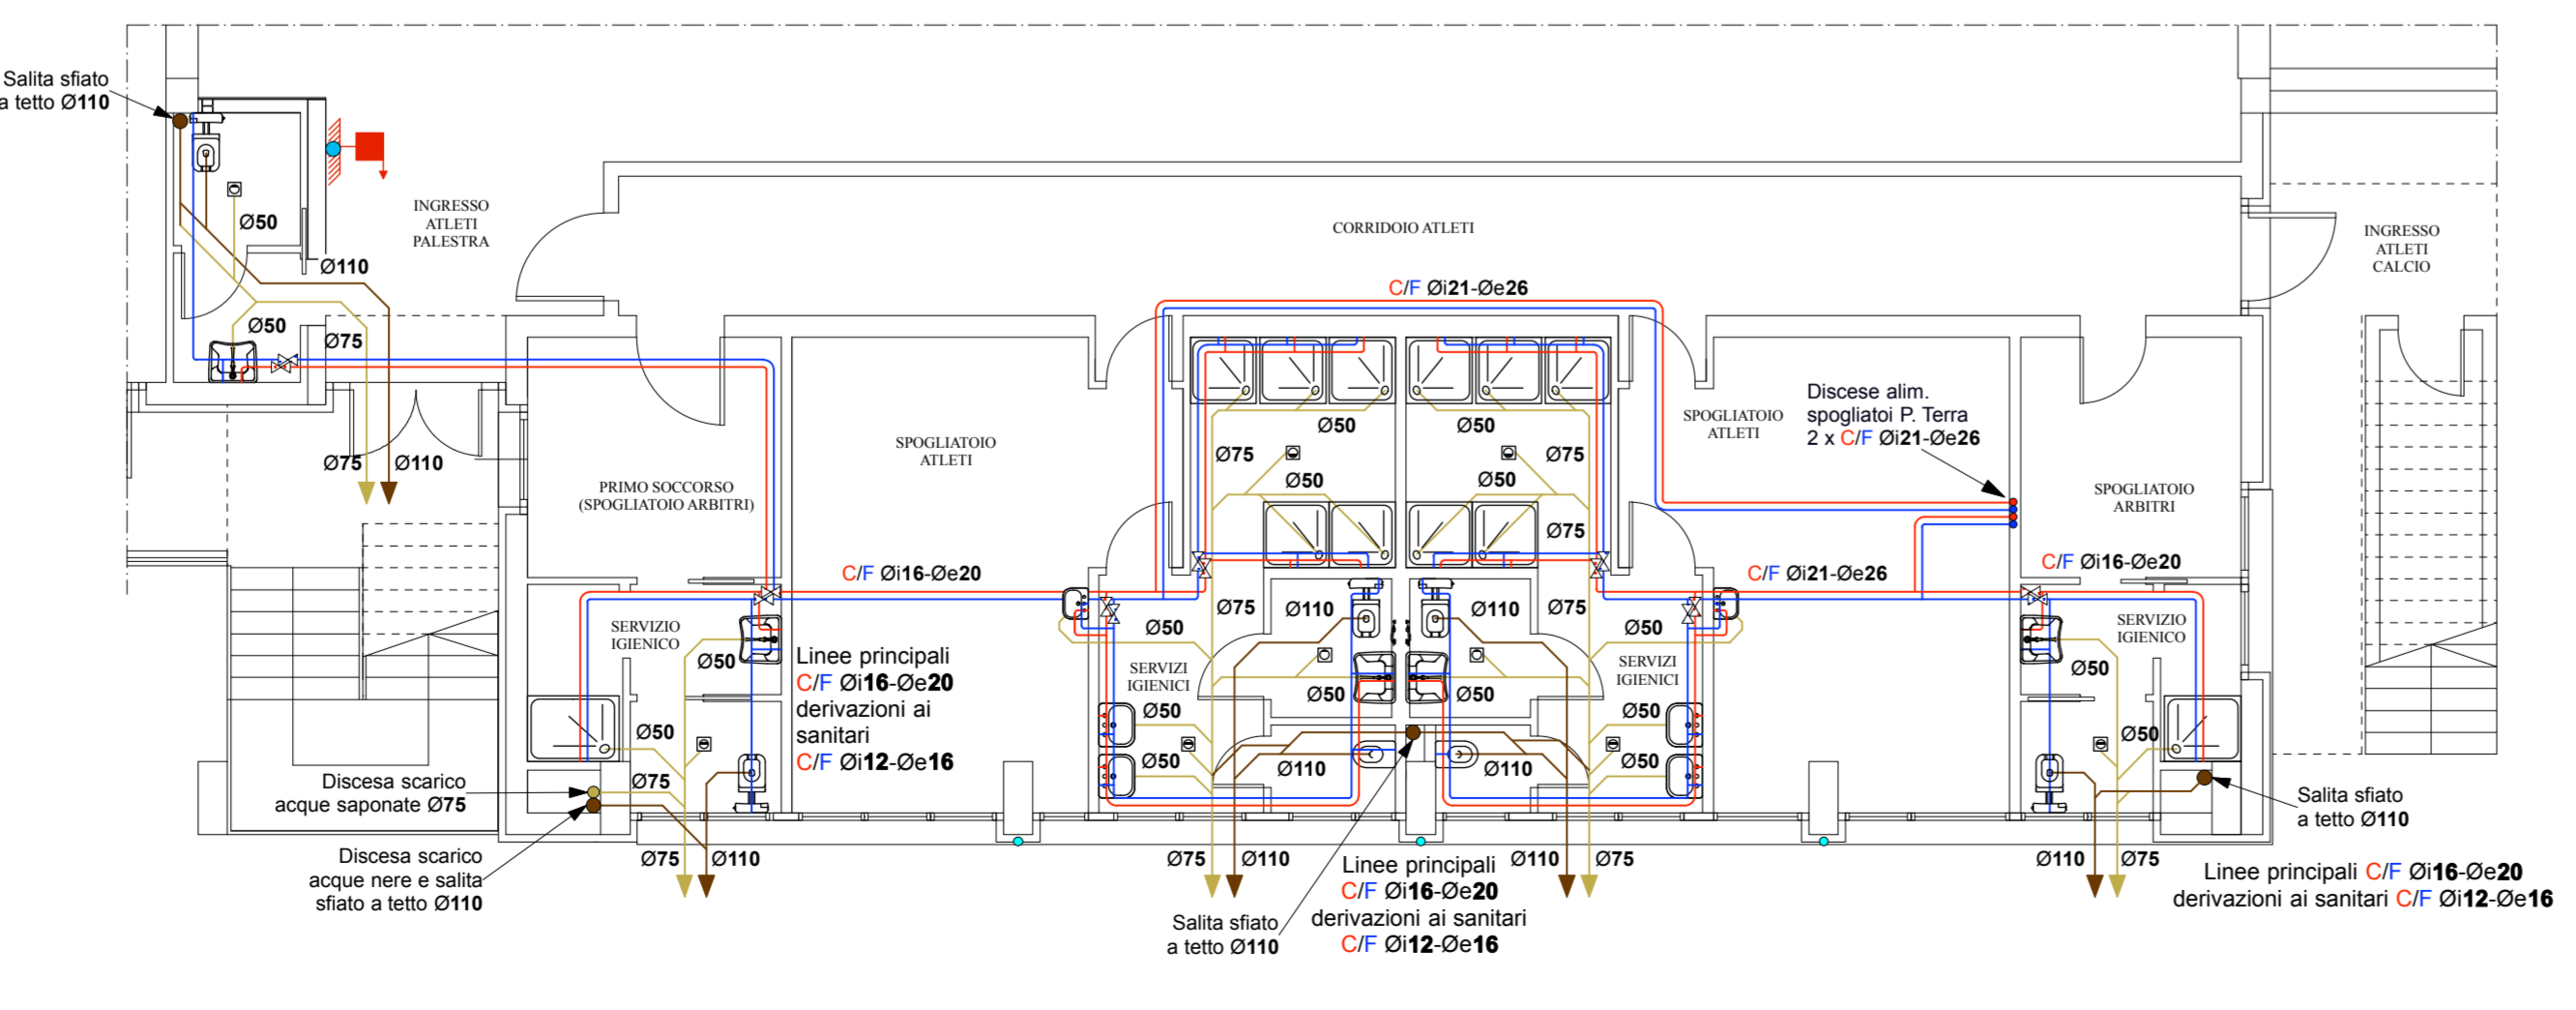 Salita sfiato
a tetto Ø110
Ø50
INGRESSO
ATLETI
PALESTRA
Ø110
Ø50
Ø75
Ø75
Ø110
CORRIDOIO ATLETI
INGRESSO
ATLETI
CALCIO
C/F Øi21-Øe26
PRIMO SOCCORSO
(SPOGLIATOIO ARBITRI)
SPOGLIATOIO
ATLETI
Ø50
Ø50
Ø75
Ø75
Ø50
Ø50
Ø75
SPOGLIATOIO
ATLETI
Discese alim.
spogliatoi P. Terra
2 x C/F Øi21-Øe26
SPOGLIATOIO
ARBITRI
C/F Øi16-Øe20
C/F Øi21-Øe26
C/F Øi16-Øe20
SERVIZIO
IGIENICO
Ø50
Linee principali
C/F Øi16-Øe20
derivazioni ai
sanitari
C/F Øi12-Øe16
Ø75
Ø110
Ø110
Ø75
Ø50
Ø50
SERVIZI
IGIENICI
SERVIZI
IGIENICI
Ø50
Ø50
Ø50
Ø50
Ø50
Ø50
Ø110
Ø110
SERVIZIO
IGIENICO
Ø50
Ø50
Ø50
Ø75
Discesa scarico
acque saponate Ø75
Discesa scarico
acque nere e salita
sfiato a tetto Ø110
Ø75
Ø110
Ø75
Ø110
Ø110
Ø75
Ø110
Ø75
Salita sfiato
a tetto Ø110
Linee principali
C/F Øi16-Øe20
derivazioni ai sanitari
C/F Øi12-Øe16
Salita sfiato
a tetto Ø110
Linee principali C/F Øi16-Øe20
derivazioni ai sanitari C/F Øi12-Øe16